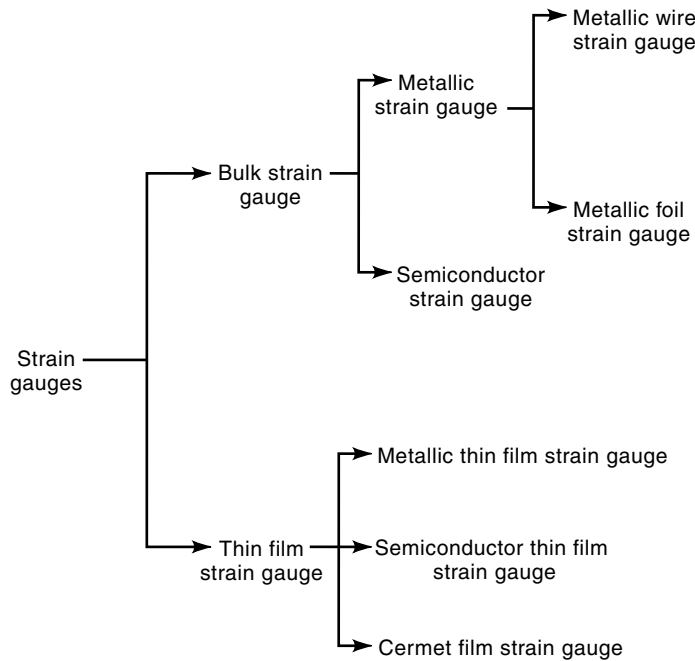 Metallic wire
strain gauge
Metallic
strain gauge
Bulk strain
gauge
Metallic foil
strain gauge
Semiconductor
strain gauge
Strain
gauges
Metallic thin film strain gauge
Thin film
strain gauge
Semiconductor thin film
strain gauge
Cermet film strain gauge